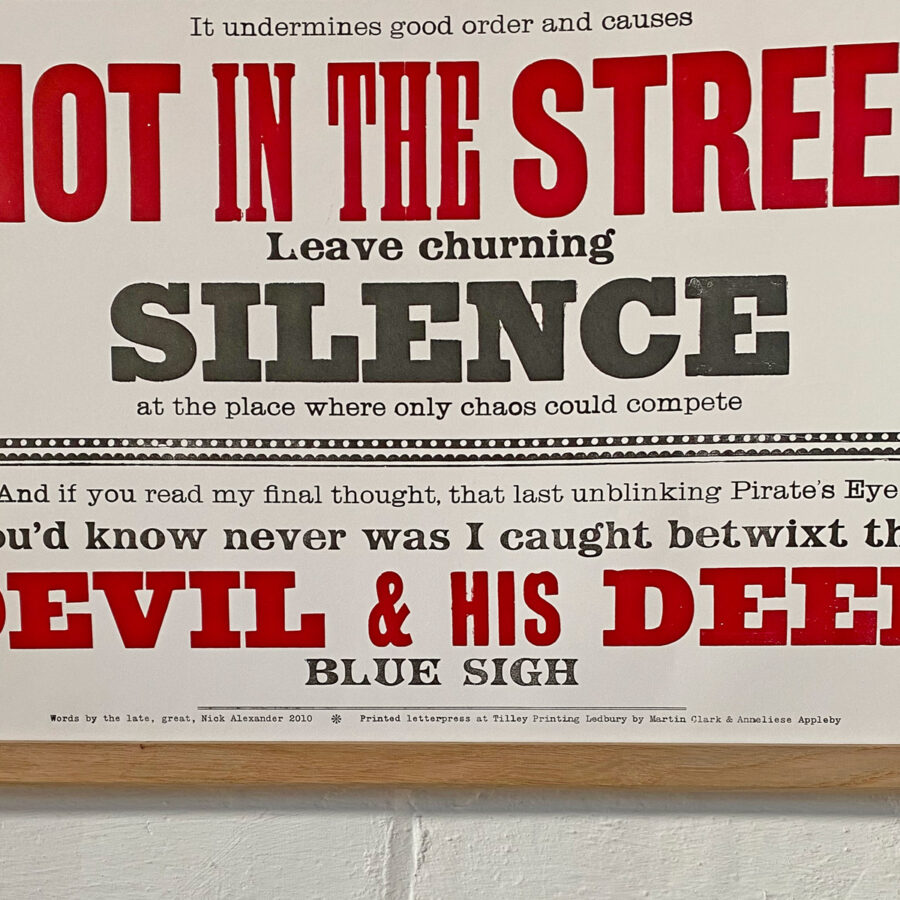 It undermines good order and causes
IOT IN THE STREE
Leave churning
SILENCE
at the place where only chaos could compete
And if you read my final thought, that last unblinking Pirate's Eye
ou'd know never was I caught betwixt th
DEVIL & HIS DEE
BLUE SIGH
Words by the late, great, Nick Alexander 2010 ❇ Printed letterpress at Tilley Printing Ledbury by Martin Clark & Anneliese Appleby